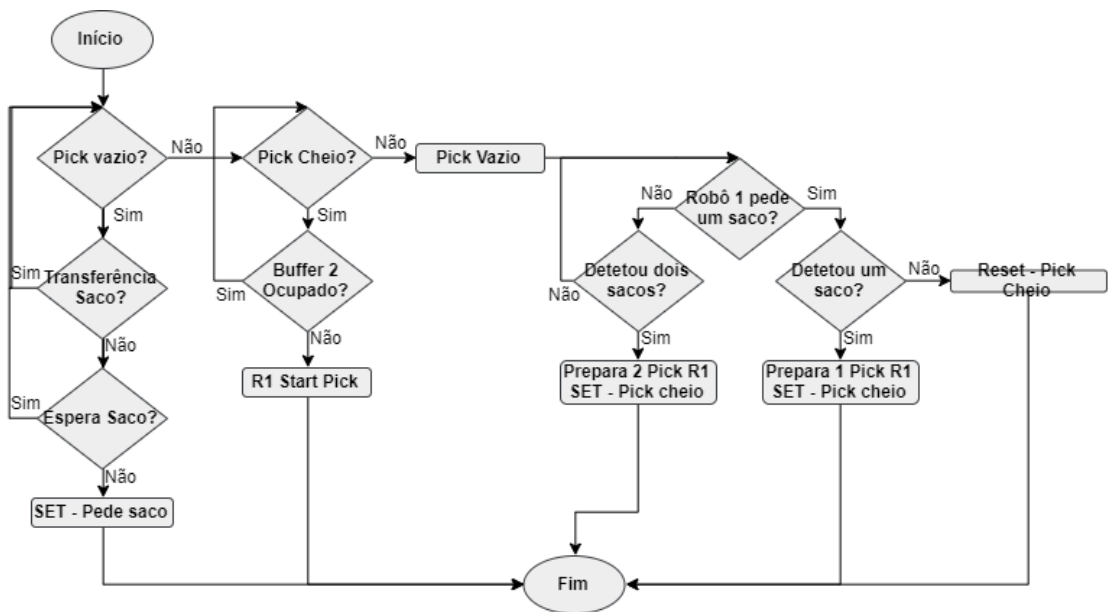 Início
Pick vazio?
Não
Pick Cheio?
Não
Pick Vazio
Não
Robô 1 pede
um saco?
Sim
Sim
Sim
Sim
Transferência
Saco?
Sim
Buffer 2
Ocupado?
Não
Detetou dois
sacos?
Detetou um
saco?
Não
Reset - Pick
Cheio
Não
Não
Sim
Sim
R1 Start Pick
Prepara 2 Pick R1
SET - Pick cheio
Prepara 1 Pick R1
SET - Pick cheio
Sim
Espera Saco?
Não
SET - Pede saco
Fim